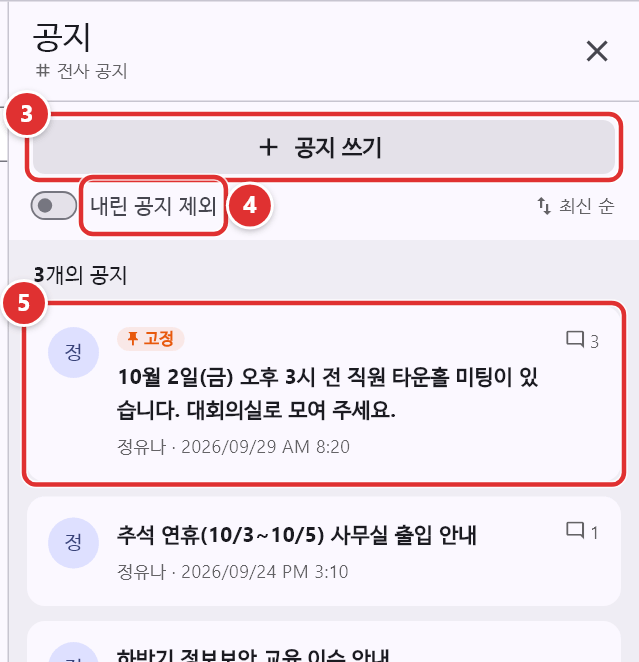 공지
# 전사 공지
3
+ 공지 쓰기
내린 공지 제외
4
최신 순
3개의 공지
5
정
고정
3
10월 2일(금) 오후 3시 전 직원 타운홀 미팅이 있
습니다. 대회의실로 모여 주세요.
정유나 · 2026/09/29 AM 8:20
정
추석 연휴(10/3~10/5) 사무실 출입 안내
1
정유나 · 2026/09/24 PM 3:10
정
하반기 정보보안 교육 이수 안내